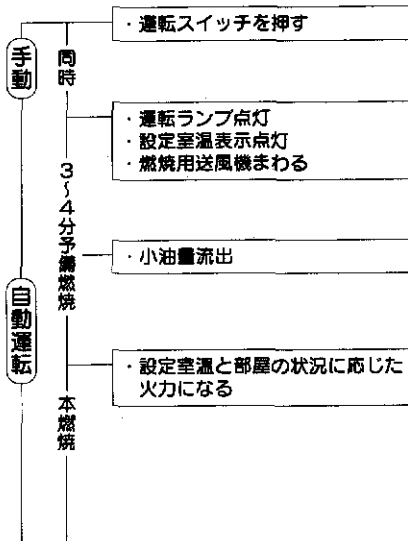 手動
同時
・運転スイッチを押す
・運転ランプ点灯
・設定室温表示点灯
・燃焼用送風機まわる
3〜4分予備燃焼
・小油量流出
自動運転
・設定室温と部屋の状況に応じた
火力になる
本燃焼